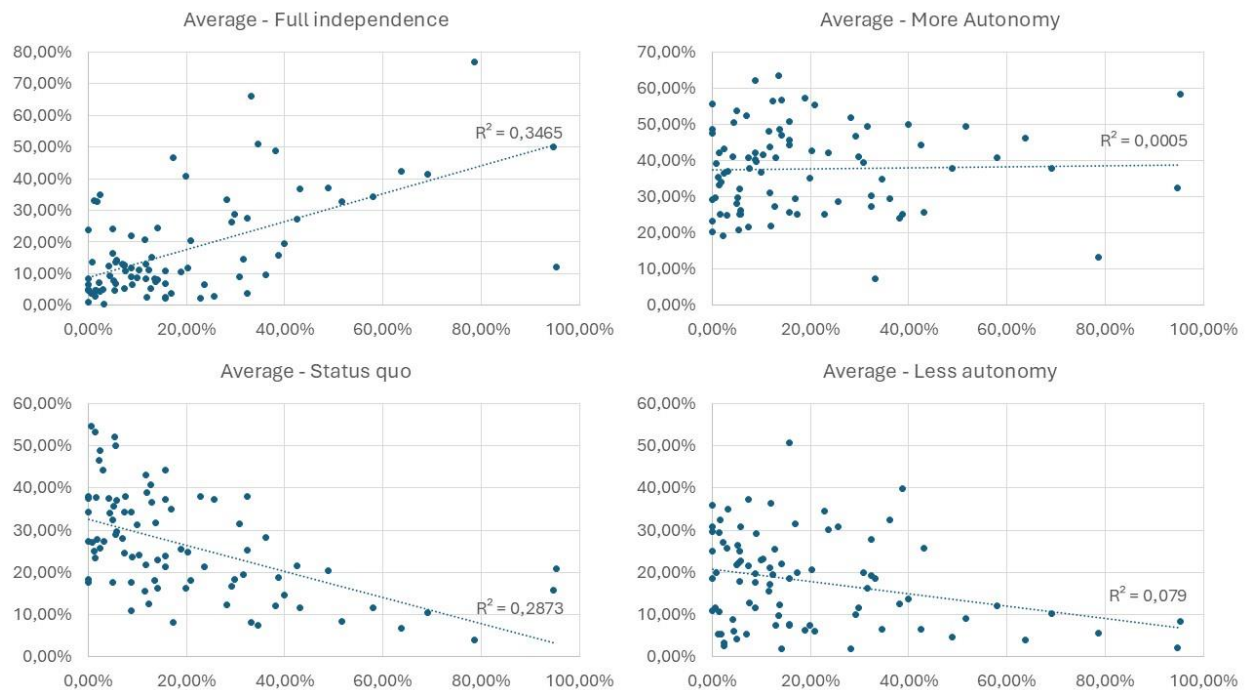 Average - Full independence
80,00%
70,00%
60,00%
50,00%
40,00%
30,00%
20,00%
10,00%
0,00%
R² = 0,3465
0,00% 20,00% 40,00% 60,00% 80,00% 100,00%
Average - More Autonomy
70,00%
60,00%
50,00%
40,00%
30,00%
20,00%
10,00%
0,00%
R² = 0,0005
0,00% 20,00% 40,00% 60,00% 80,00% 100,00%
Average - Status quo
60,00%
50,00%
40,00%
30,00%
20,00%
10,00%
0,00%
R² = 0,2873
0,00% 20,00% 40,00% 60,00% 80,00% 100,00%
Average - Less autonomy
60,00%
50,00%
40,00%
30,00%
20,00%
10,00%
0,00%
R² = 0,079
0,00% 20,00% 40,00% 60,00% 80,00% 100,00%